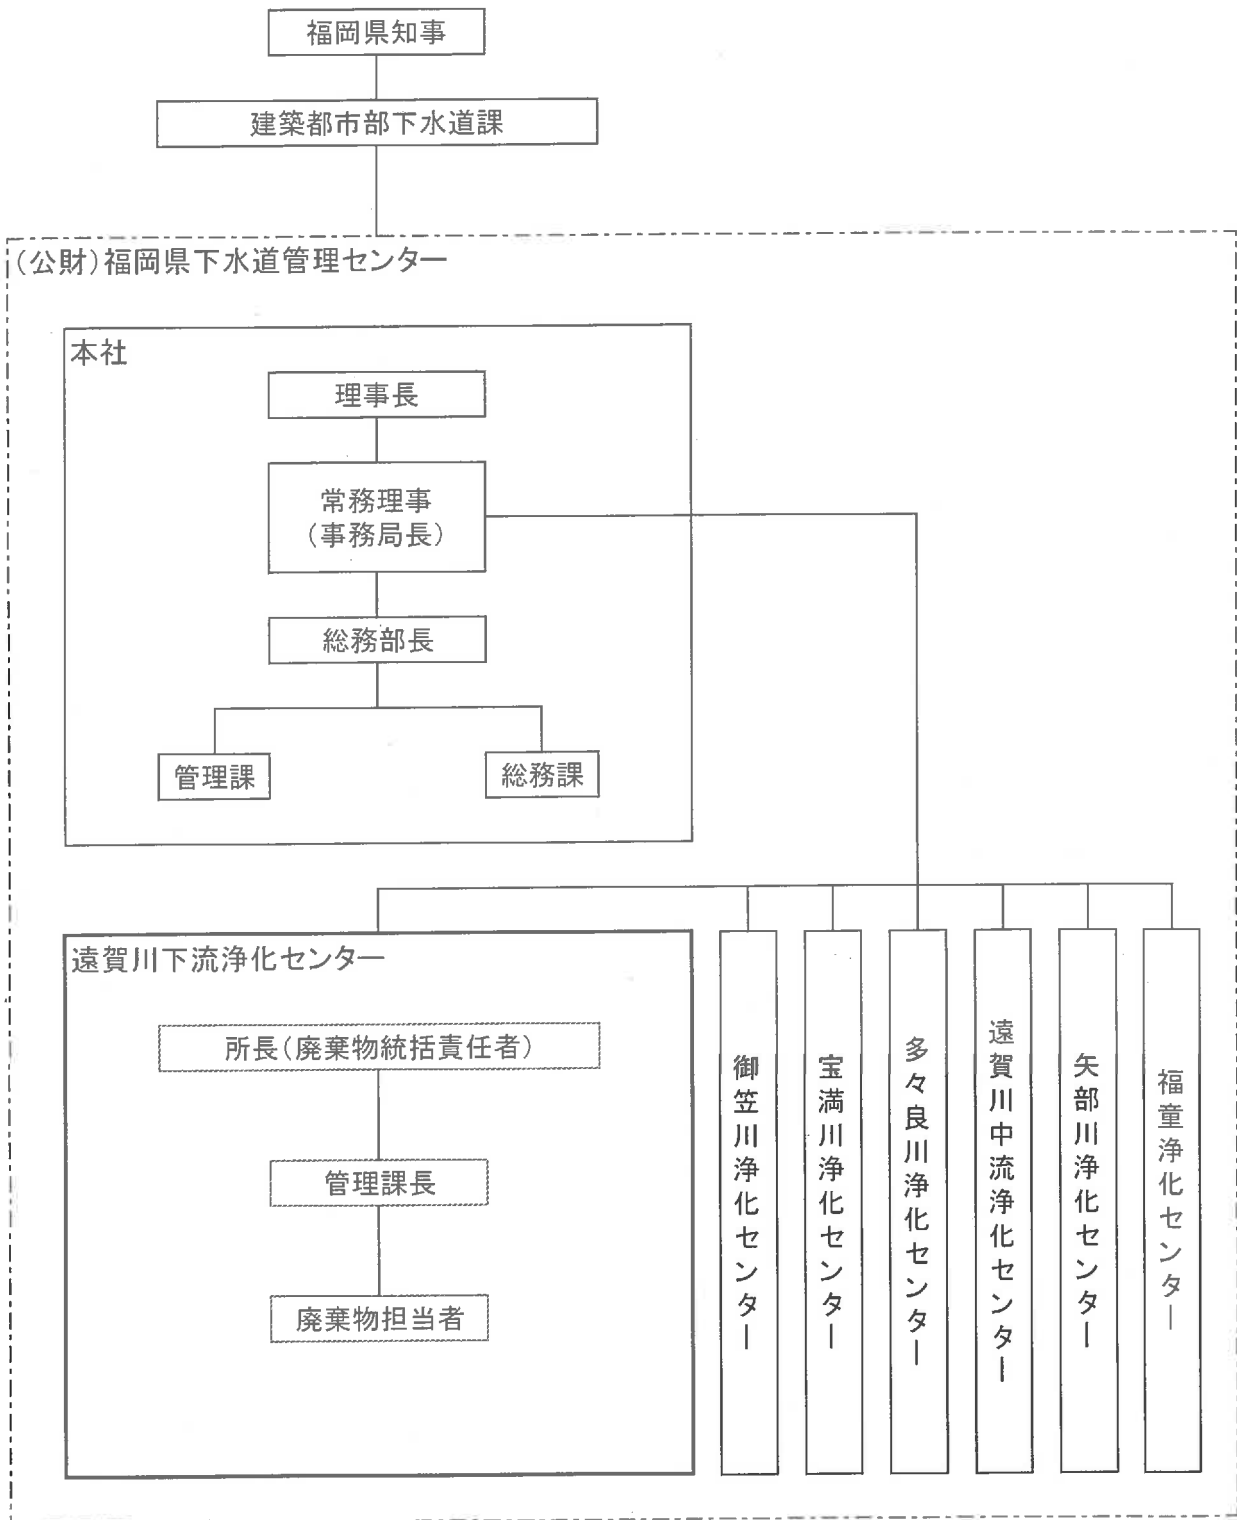 福岡県知事
建築都市部下水道課
(公財)福岡県下水道管理センター
本社
理事長
常務理事
(事務局長)
総務部長
管理課
総務課
遠賀川下流浄化センター
所長(廃棄物統括責任者)
管理課長
廃棄物担当者
御笠川浄化センター
宝満川浄化センター
多々良川浄化センター
遠賀川中流浄化センター
矢部川浄化センター
福童浄化センター